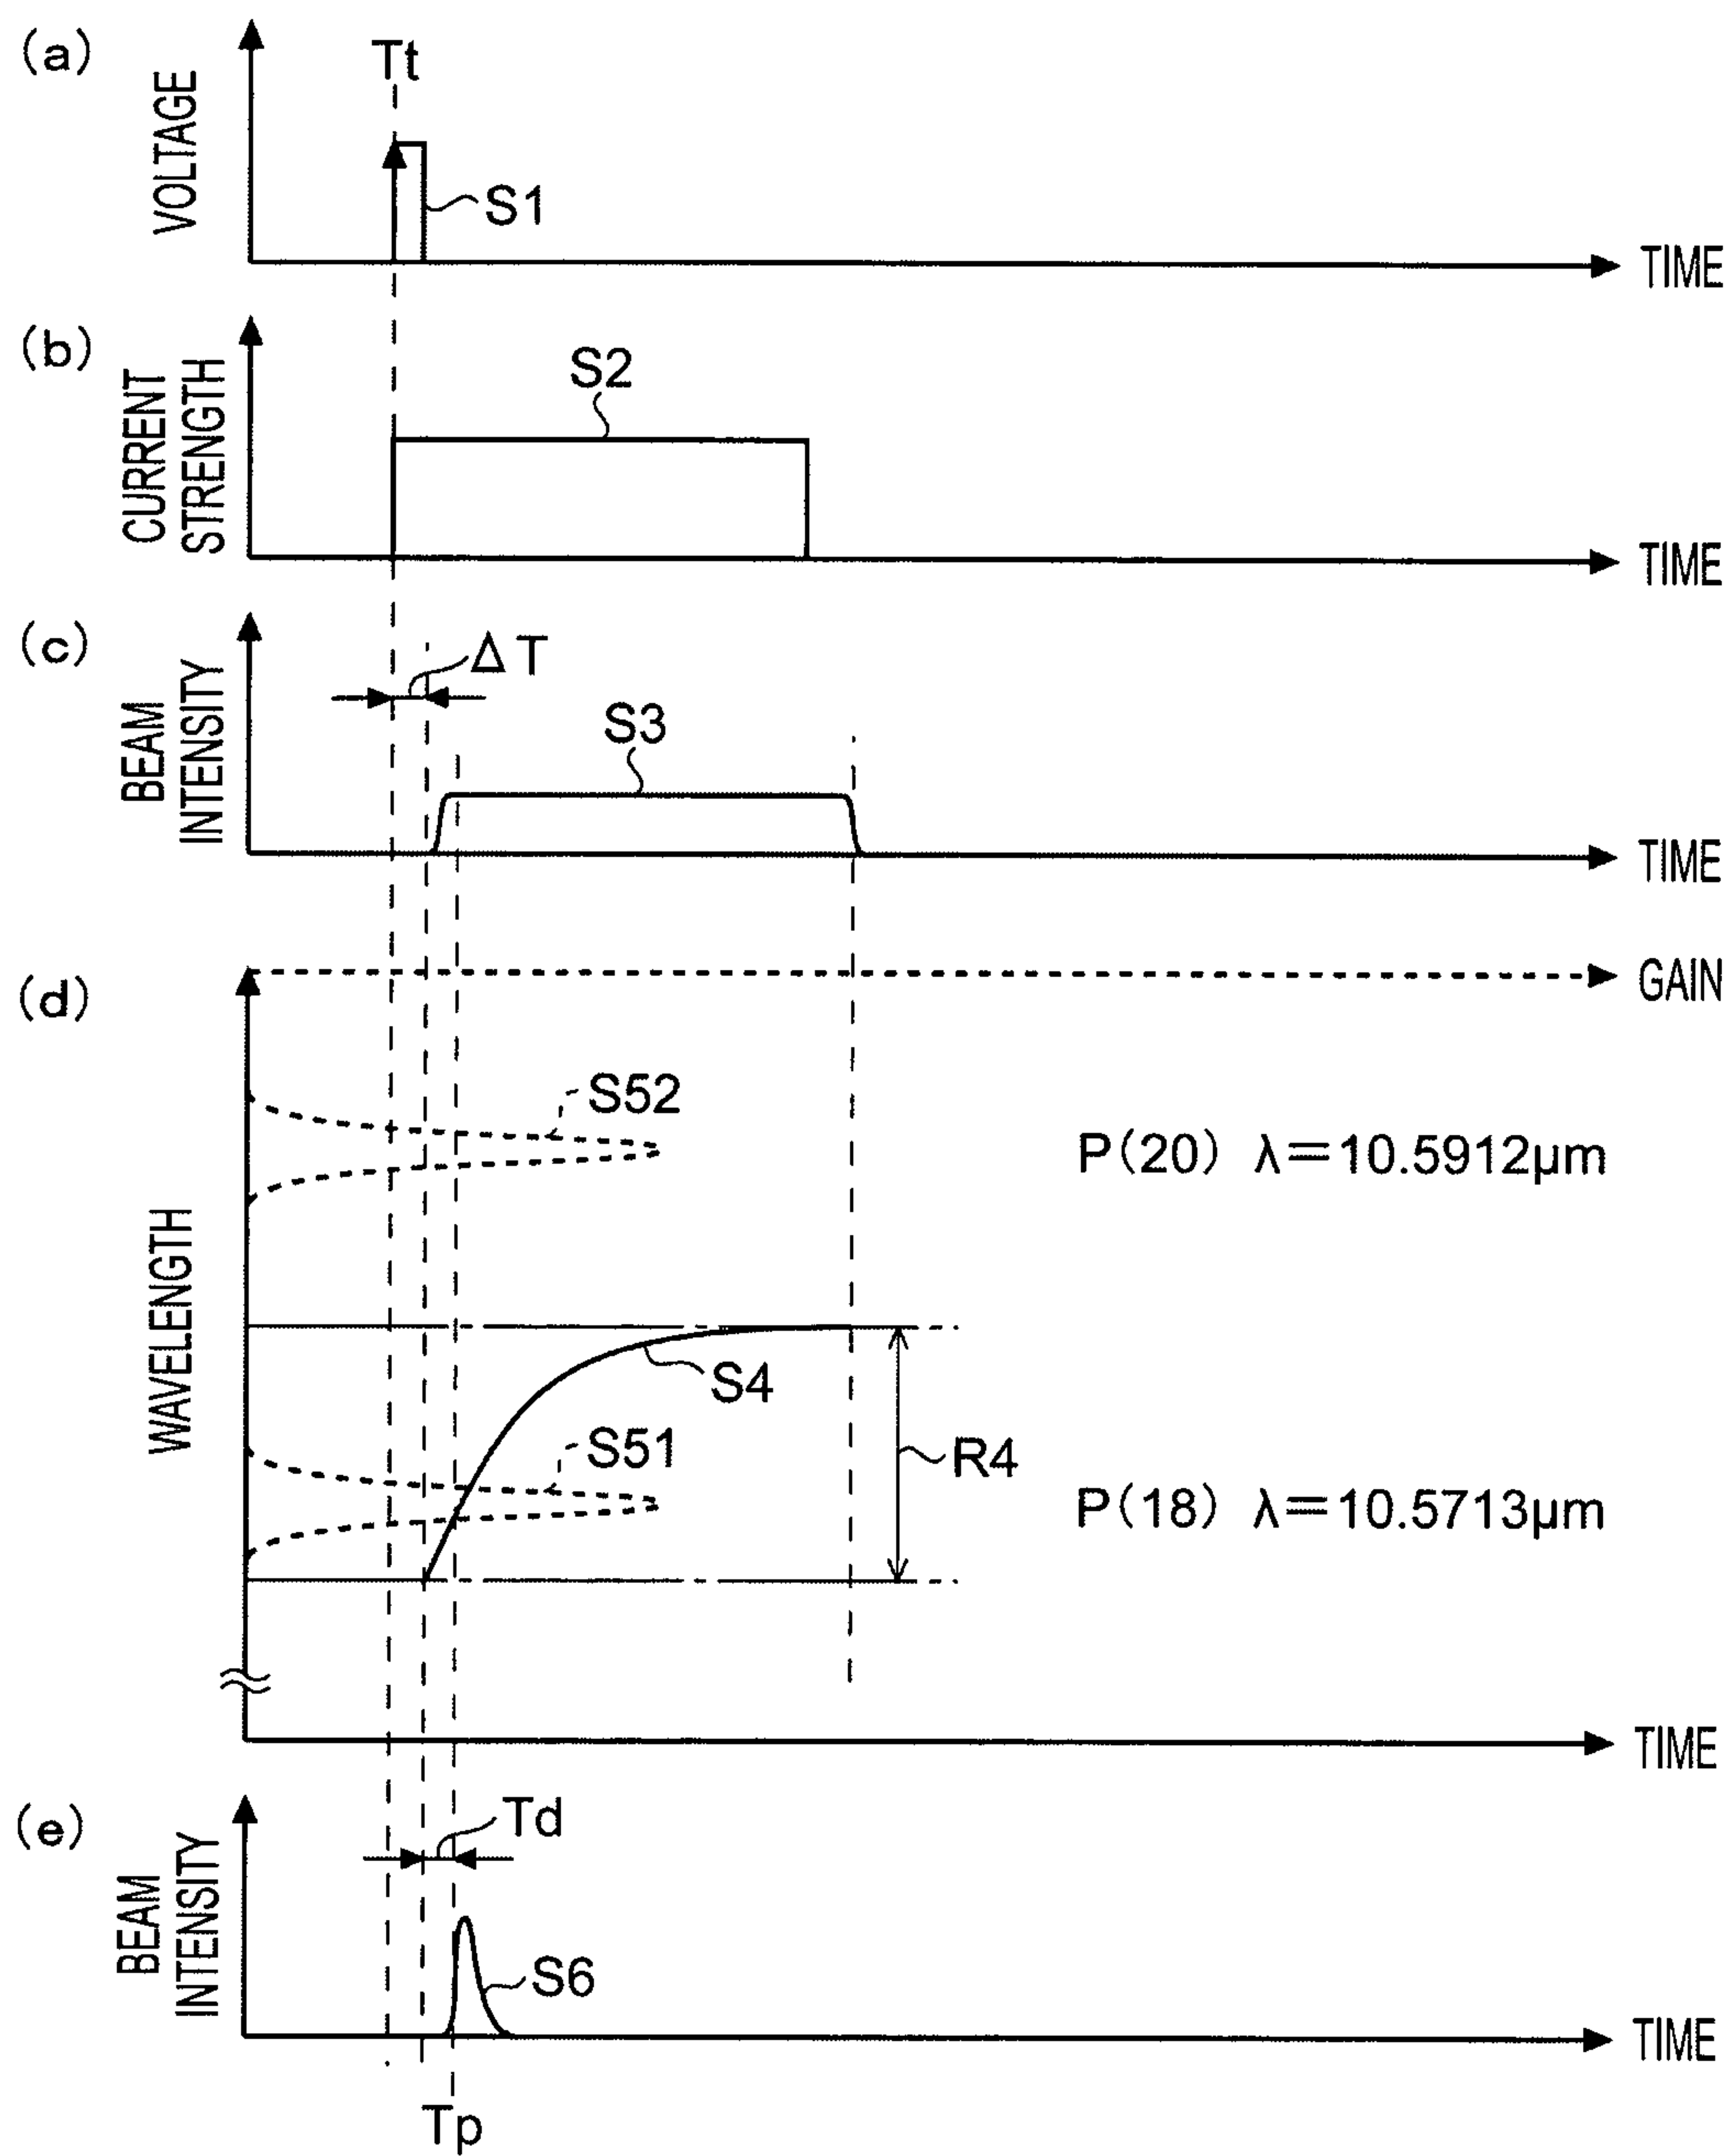 (a)
VOLTAGE
Tt
S1
TIME
(b)
CURRENT
STRENGTH
S2
TIME
(c)
BEAM
INTENSITY
ΔT
S3
TIME
(d)
WAVELENGTH
GAIN
S52
P(20) λ=10.5912μm
S4
R4
S51
P(18) λ=10.5713μm
TIME
(e)
BEAM
INTENSITY
Td
S6
TIME
Tp